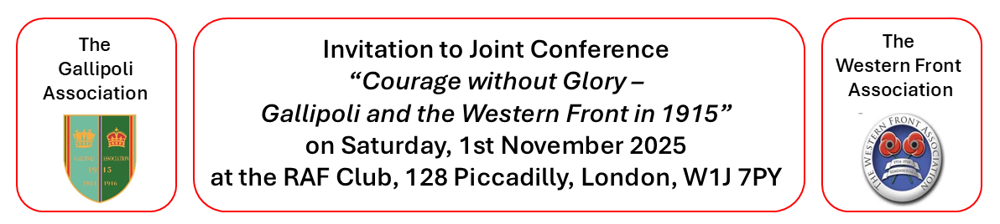 The
Gallipoli
Association
GALLIPOLI ASSOCIATION
19 15
1916
Invitation to Joint Conference
“Courage without Glory –
Gallipoli and the Western Front in 1915”
on Saturday, 1st November 2025
at the RAF Club, 128 Piccadilly, London, W1J 7PY
The
Western Front
Association
THE WESTERN FRONT ASSOCIATION
1914-1918